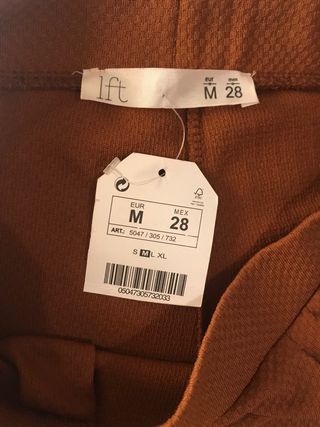 lft
EUR MEX
M 28
EUR MEX
M 28
ART.: 5047 / 305 / 732
S M L XL
05047305732033